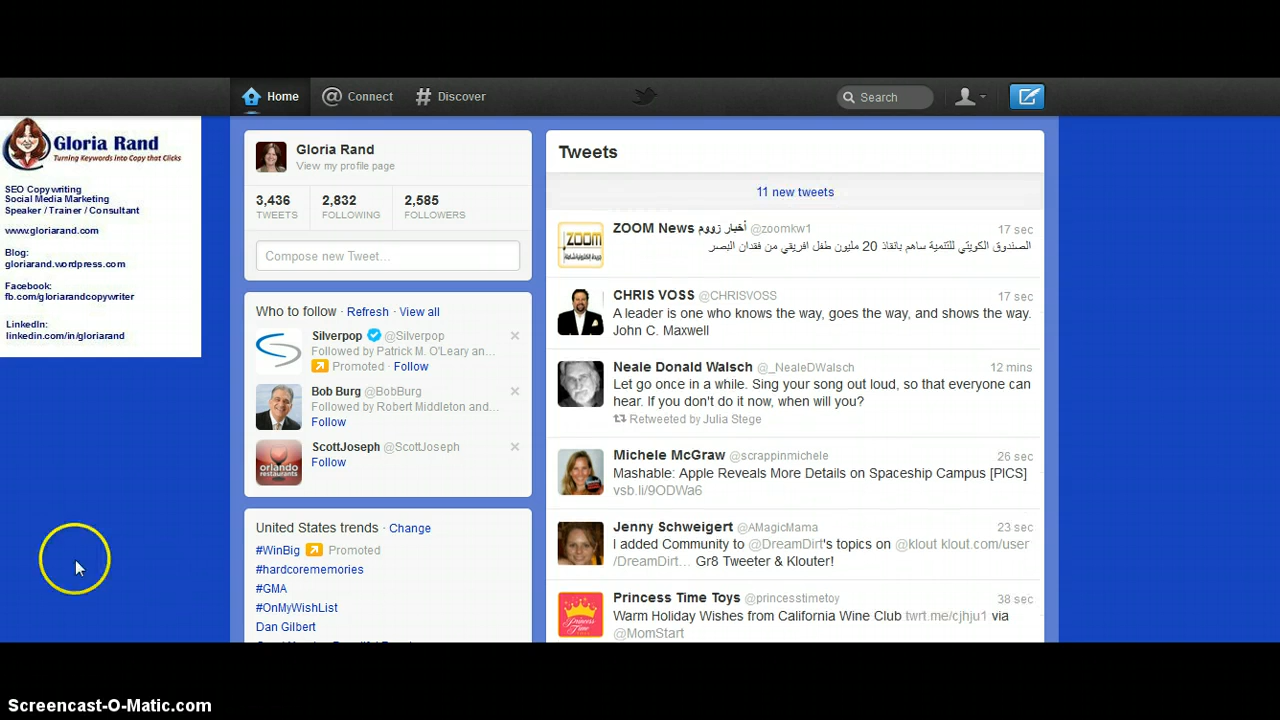 Home
Connect
Discover
Search
Gloria Rand
Turning Keywords Into Copy that Clicks
SEO Copywriting
Social Media Marketing
Speaker / Trainer / Consultant
www.gloriarand.com
Blog:
gloriarand.wordpress.com
Facebook:
fb.com/gloriarandcopywriter
LinkedIn:
linkedin.com/in/gloriarand
Gloria Rand
View my profile page
3,436 2,832 2,585
TWEETS FOLLOWING FOLLOWERS
Compose new Tweet…
Who to follow · Refresh · View all
Silverpop @Silverpop
Followed by Patrick M. O'Leary an...
Promoted · Follow
Bob Burg @BobBurg
Followed by Robert Middleton and...
Follow
ScottJoseph @ScottJoseph
Follow
orlando
restaurants
United States trends · Change
#WinBig Promoted
#hardcorememories
#GMA
#OnMyWishList
Dan Gilbert
Tweets
11 new tweets
ZOOM
ZOOM News أخبار زووم @zoomkw1 17 sec
الصندوق الكويتي للتنمية ساهم بانقاذ 20 مليون طفل افريقي من فقدان البصر
CHRIS VOSS @CHRISVOSS 17 sec
A leader is one who knows the way, goes the way, and shows the way.
John C. Maxwell
Neale Donald Walsch @_NealeDWalsch 12 mins
Let go once in a while. Sing your song out loud, so that everyone can
hear. If you don't do it now, when will you?
Retweeted by Julia Stege
Michele McGraw @scrappinmichele 26 sec
Mashable: Apple Reveals More Details on Spaceship Campus [PICS]
vsb.li/9ODWa6
Jenny Schweigert @AMagicMama 23 sec
I added Community to @DreamDirt's topics on @klout klout.com/user
/DreamDirt... Gr8 Tweeter & Klouter!
Princess Time Toys @princesstimetoy 38 sec
Warm Holiday Wishes from California Wine Club twrt.me/cjhju1 via
@MomStart
Screencast-O-Matic.com